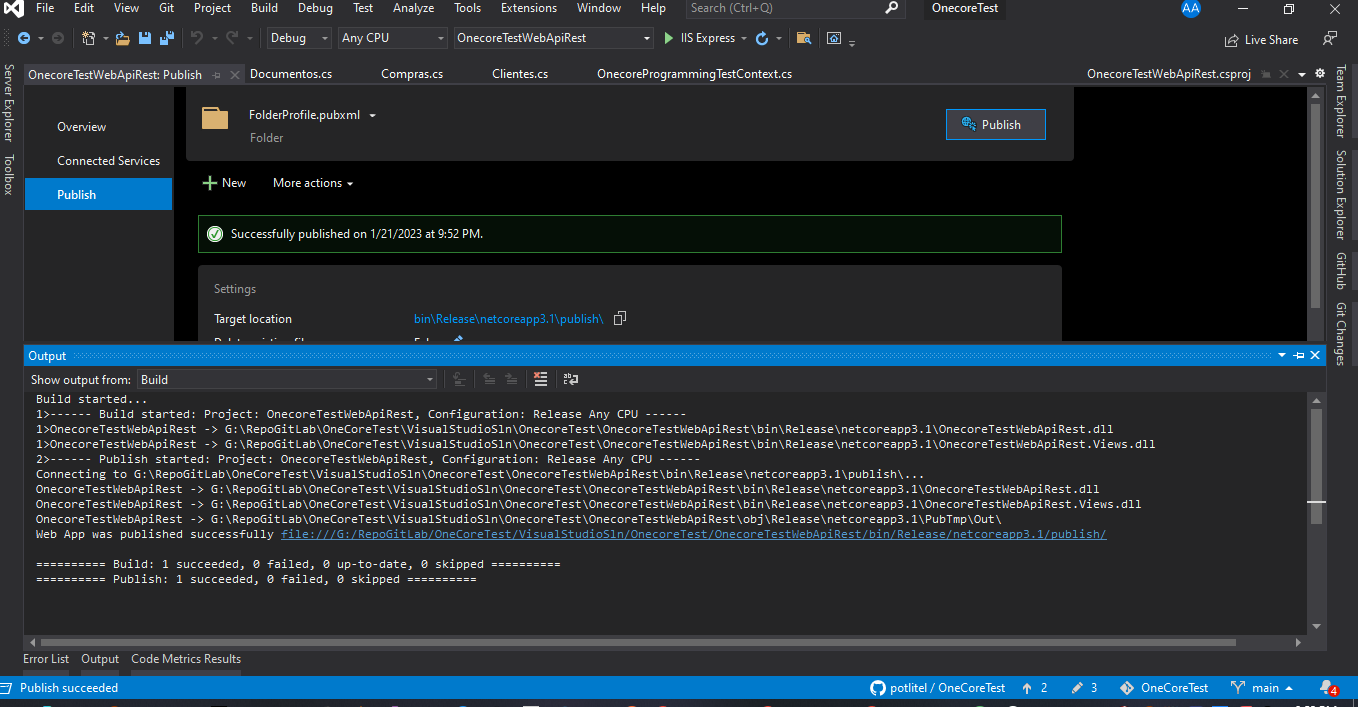 File Edit View Git Project Build Debug Test Analyze Tools Extensions Window Help Search (Ctrl+Q) OnecoreTest AA
Debug Any CPU OnecoreTestWebApiRest IIS Express Live Share
OnecoreTestWebApiRest: Publish Documentos.cs Compras.cs Clientes.cs OnecoreProgrammingTestContext.cs OnecoreTestWebApiRest.csproj
Server Explorer
Toolbox
Overview
Connected Services
Publish
FolderProfile.pubxml
Folder
Publish
New More actions
Successfully published on 1/21/2023 at 9:52 PM.
Settings
Target location bin\Release\netcoreapp3.1\publish\
Team Explorer
Solution Explorer
GitHub
Git Changes
Output
Show output from: Build
Build started...
1>------ Build started: Project: OnecoreTestWebApiRest, Configuration: Release Any CPU ------
1>OnecoreTestWebApiRest -> G:\RepoGitLab\OneCoreTest\VisualStudioSln\OnecoreTest\OnecoreTestWebApiRest\bin\Release\netcoreapp3.1\OnecoreTestWebApiRest.dll
1>OnecoreTestWebApiRest -> G:\RepoGitLab\OneCoreTest\VisualStudioSln\OnecoreTest\OnecoreTestWebApiRest\bin\Release\netcoreapp3.1\OnecoreTestWebApiRest.Views.dll
2>------ Publish started: Project: OnecoreTestWebApiRest, Configuration: Release Any CPU ------
Connecting to G:\RepoGitLab\OneCoreTest\VisualStudioSln\OnecoreTest\OnecoreTestWebApiRest\bin\Release\netcoreapp3.1\publish\...
OnecoreTestWebApiRest -> G:\RepoGitLab\OneCoreTest\VisualStudioSln\OnecoreTest\OnecoreTestWebApiRest\bin\Release\netcoreapp3.1\OnecoreTestWebApiRest.dll
OnecoreTestWebApiRest -> G:\RepoGitLab\OneCoreTest\VisualStudioSln\OnecoreTest\OnecoreTestWebApiRest\bin\Release\netcoreapp3.1\OnecoreTestWebApiRest.Views.dll
OnecoreTestWebApiRest -> G:\RepoGitLab\OneCoreTest\VisualStudioSln\OnecoreTest\OnecoreTestWebApiRest\obj\Release\netcoreapp3.1\PubTmp\Out\
Web App was published successfully file:///G:/RepoGitLab/OneCoreTest/VisualStudioSln/OnecoreTest/OnecoreTestWebApiRest/bin/Release/netcoreapp3.1/publish/
========== Build: 1 succeeded, 0 failed, 0 up-to-date, 0 skipped ==========
========== Publish: 1 succeeded, 0 failed, 0 skipped ==========
Error List Output Code Metrics Results
Publish succeeded potlitel / OneCoreTest 2 3 OneCoreTest main 4